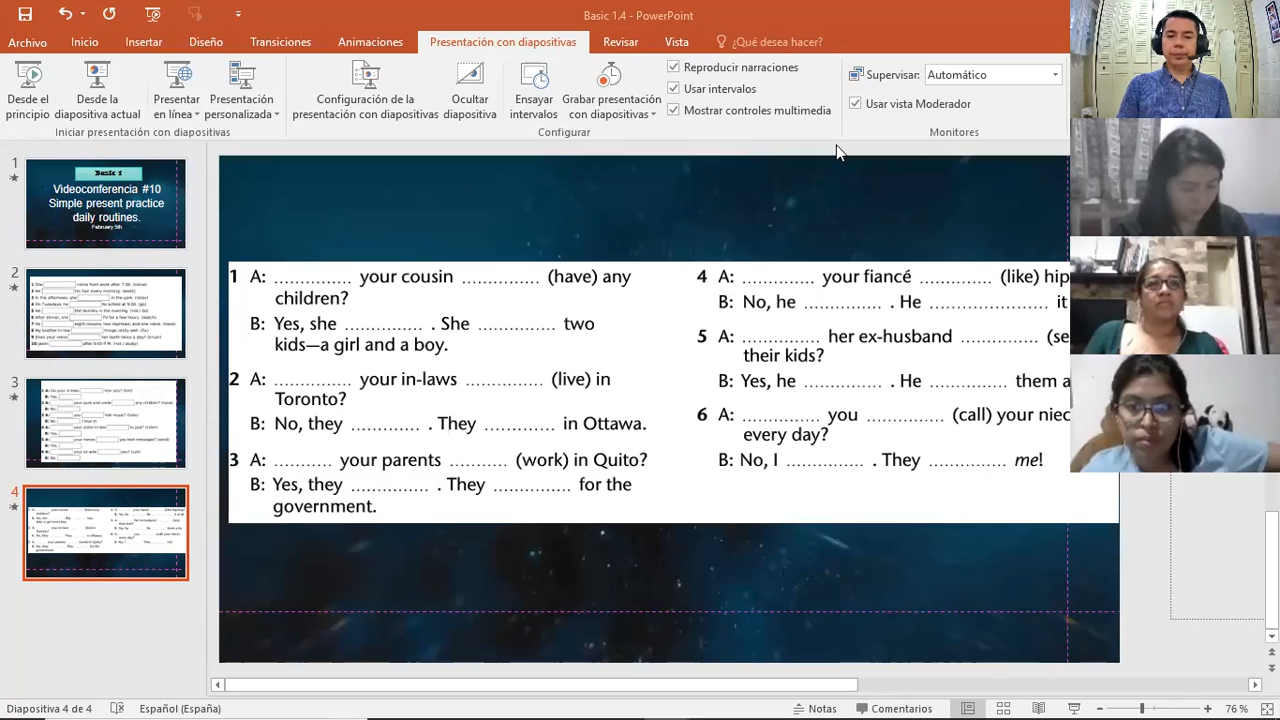 Basic 1.4 - PowerPoint
Archivo Inicio Insertar Diseño Transiciones Animaciones Presentación con diapositivas Revisar Vista ¿Qué desea hacer?
Desde el principio
Desde la diapositiva actual
Presentar en línea
Presentación personalizada
Iniciar presentación con diapositivas
Configuración de la presentación con diapositivas
Ocultar diapositiva
Ensayar intervalos
Grabar presentación con diapositivas
Reproducir narraciones
Usar intervalos
Mostrar controles multimedia
Configurar
Supervisar: Automático
Usar vista Moderador
Monitores
1
Basic 1
Videoconferencia #10
Simple present practice
daily routines.
February 5th
2
3
4
1 A: .............. your cousin .............. (have) any
children?
B: Yes, she .............. . She .............. two
kids—a girl and a boy.
2 A: .............. your in-laws ............. (live) in
Toronto?
B: No, they ............ . They ............ in Ottawa.
3 A: ........... your parents ........... (work) in Quito?
B: Yes, they .............. . They .............. for the
government.
4 A: .............. your fiancé .............. (like) hip
B: No, he .............. . He .............. it
5 A: .............. her ex-husband .............. (se
their kids?
B: Yes, he .............. . He .............. them a
6 A: .............. you .............. (call) your niec
every day?
B: No, I .............. . They .............. me!
Diapositiva 4 de 4 Español (España) Notas Comentarios 76 %